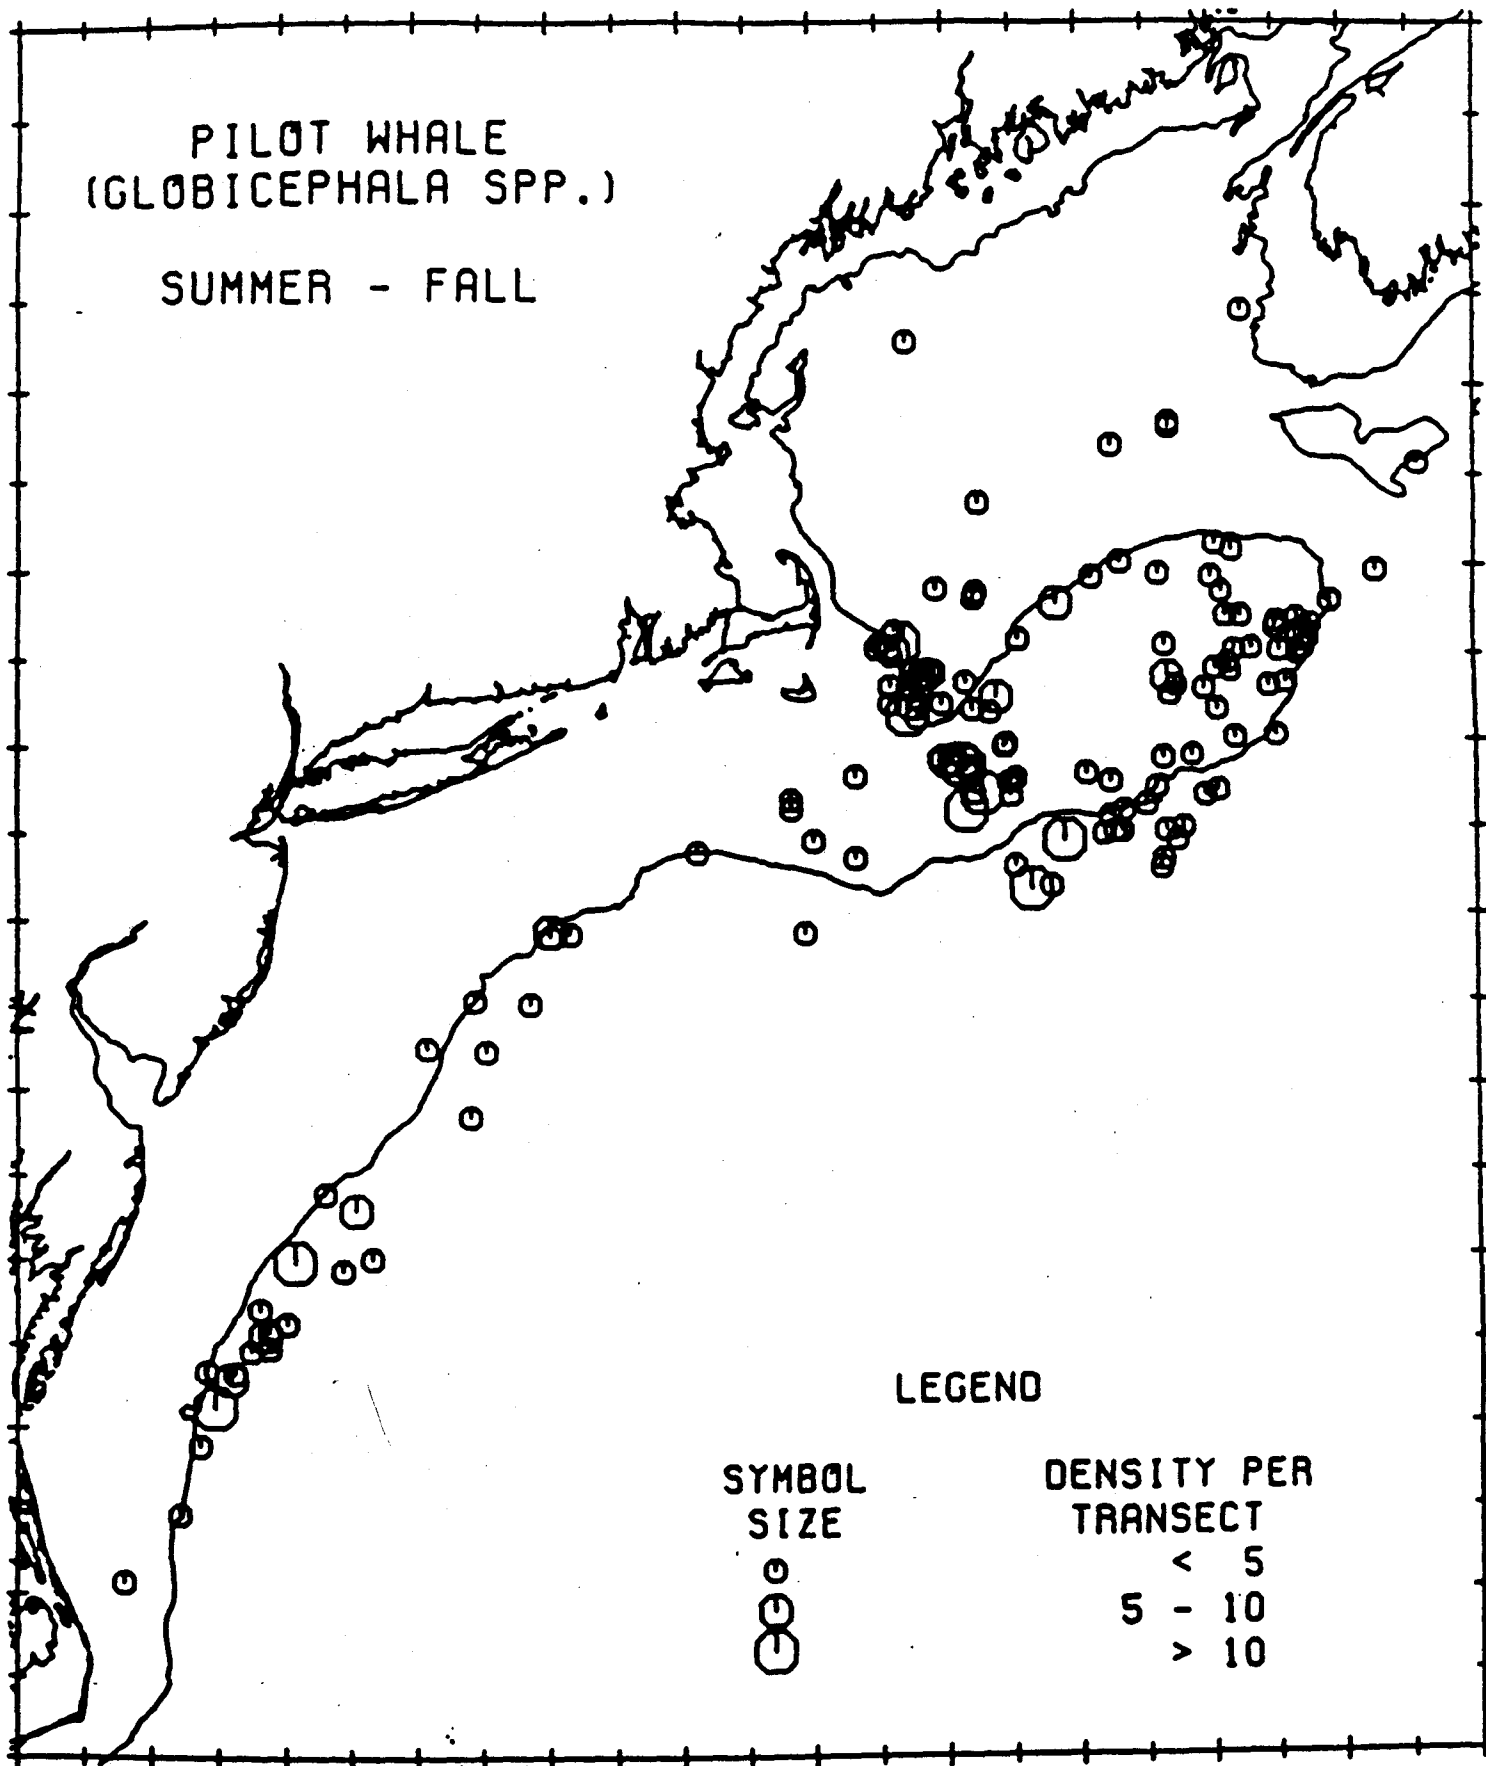 PILOT WHALE
(GLOBICEPHALA SPP.)
SUMMER - FALL
LEGEND
SYMBOL SIZE
DENSITY PER TRANSECT
< 5
5 - 10
> 10